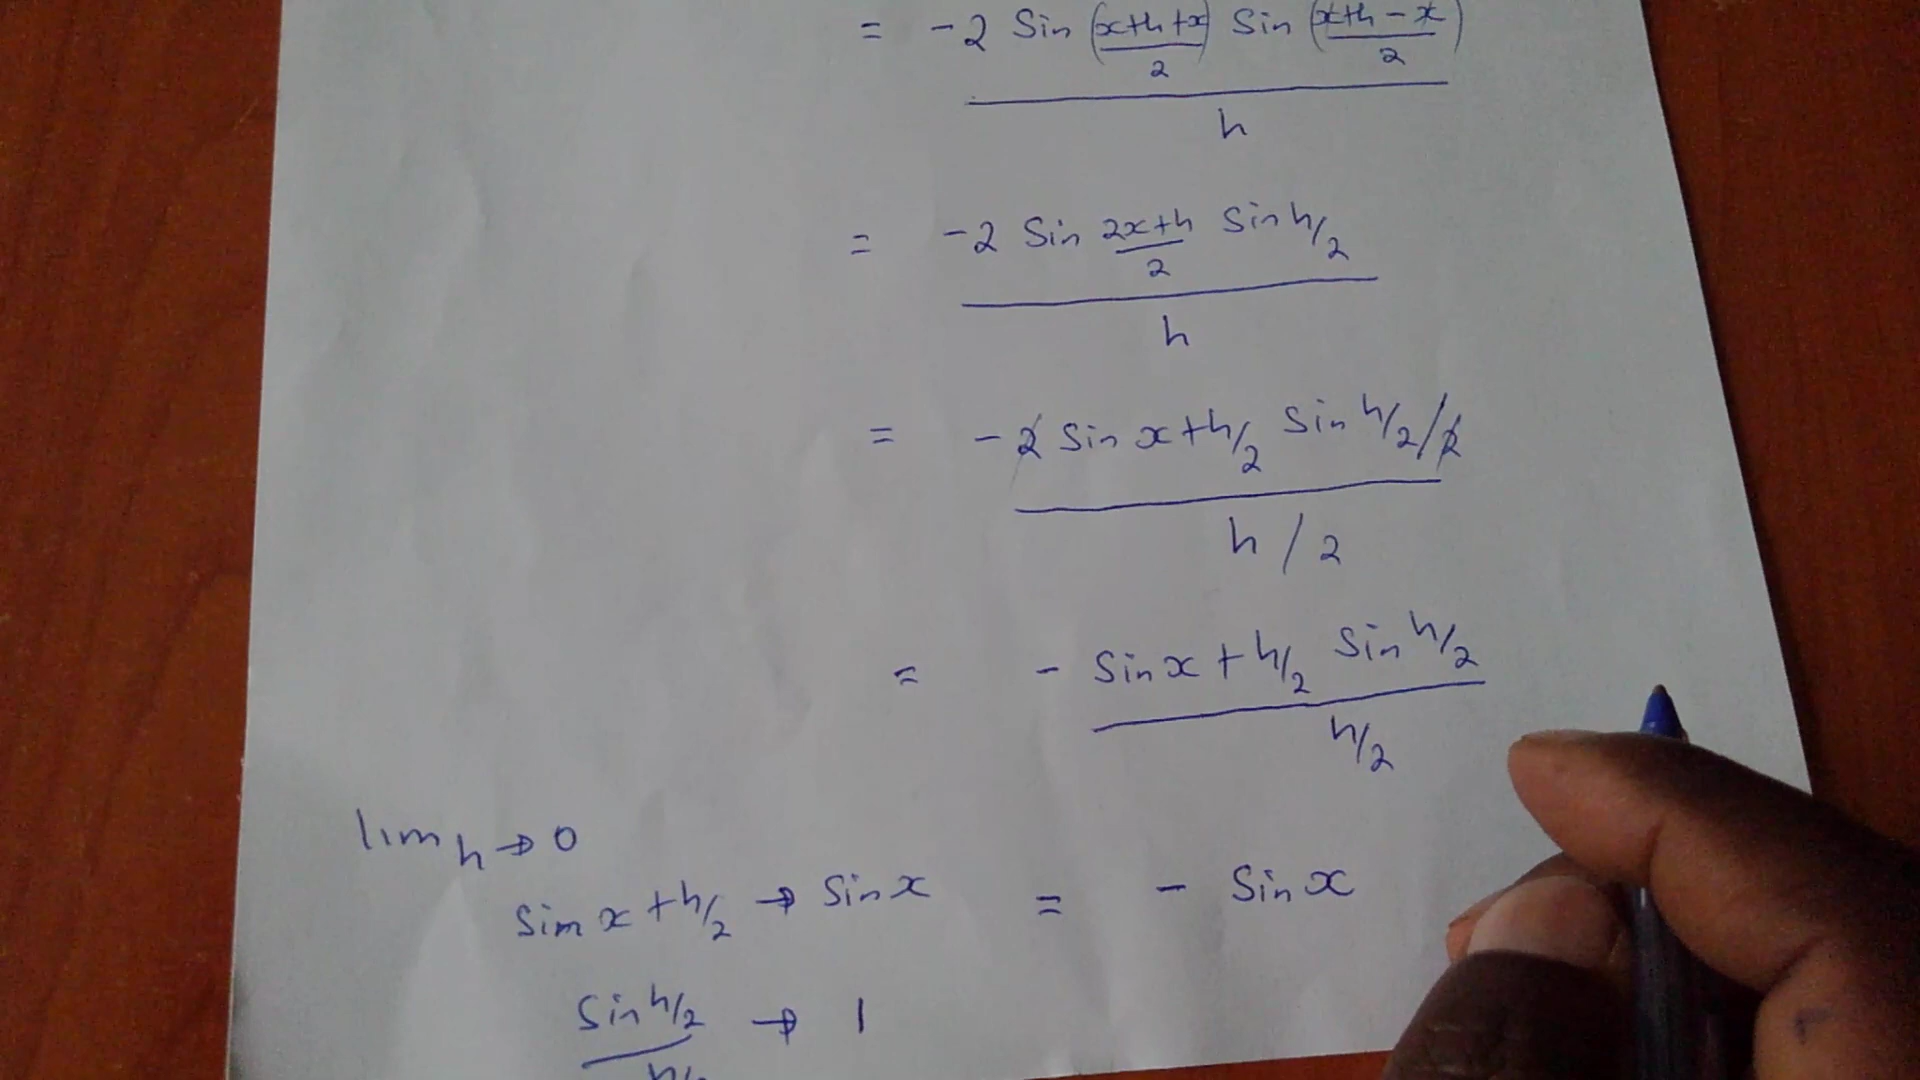 = -2 Sin (x+h+x/2) Sin (x+h-x/2)
h
= -2 Sin 2x+h/2 Sin h/2
h
= -2 Sin x+h/2 Sin h/2/2
h/2
= - Sin x + h/2 Sin h/2
h/2
lim h→0
Sin x + h/2 → Sin x = - Sin x
Sin h/2 → 1